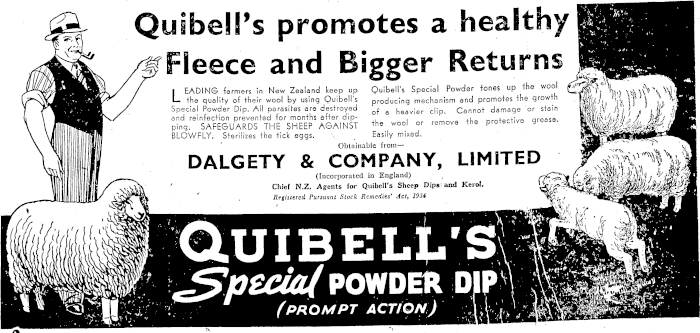 Quibell's promotes a healthy
Fleece and Bigger Returns
LEADING farmers in New Zealand keep up
the quality of their wool by using Quibell's
Special Powder Dip. All parasites are destroyed
and reinfection prevented for months after dip-
ping. SAFEGUARDS THE SHEEP AGAINST
BLOWFLY. Sterilizes the tick eggs.
Quibell's Special Powder tones up the wool
producing mechanism and promotes the growth
of a heavier clip. Cannot damage or stain
the wool or remove the protective grease.
Easily mixed.
Obtainable from—
DALGETY & COMPANY, LIMITED
(Incorporated in England)
Chief N.Z. Agents for Quibell's Sheep Dips and Kerol.
Registered Pursuant Stock Remedies' Act, 1934
QUIBELL'S
Special POWDER DIP
(PROMPT ACTION)